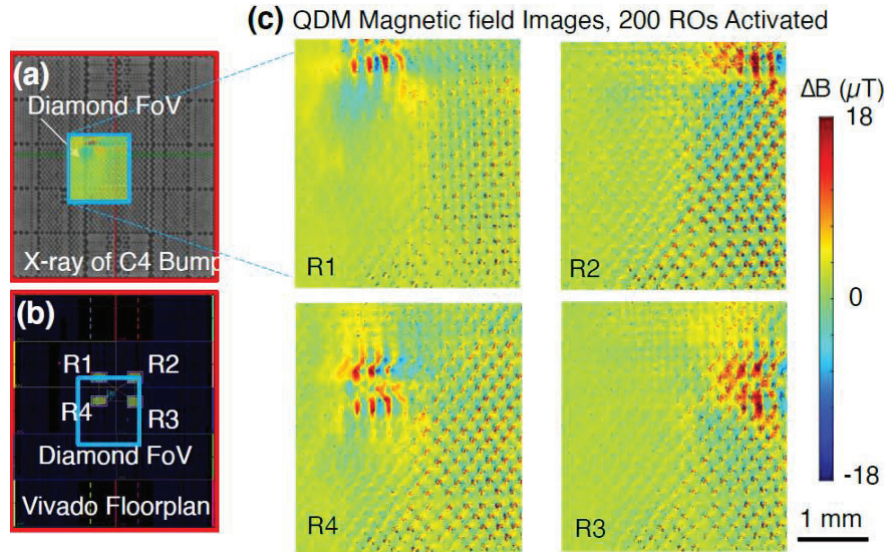 (c) QDM Magnetic field Images, 200 ROs Activated
(a)
Diamond FoV
X-ray of C4 Bump
R1
R2
ΔB (μT)
18
0
-18
(b)
R1
R2
R4
R3
Diamond FoV
Vivado Floorplan
R4
R3
1 mm